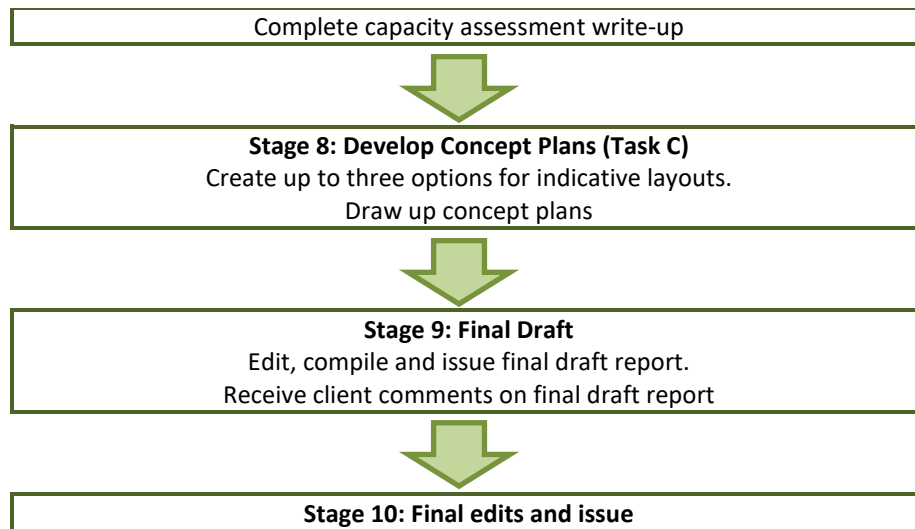 Complete capacity assessment write-up
Stage 8: Develop Concept Plans (Task C)
Create up to three options for indicative layouts.
Draw up concept plans
Stage 9: Final Draft
Edit, compile and issue final draft report.
Receive client comments on final draft report
Stage 10: Final edits and issue